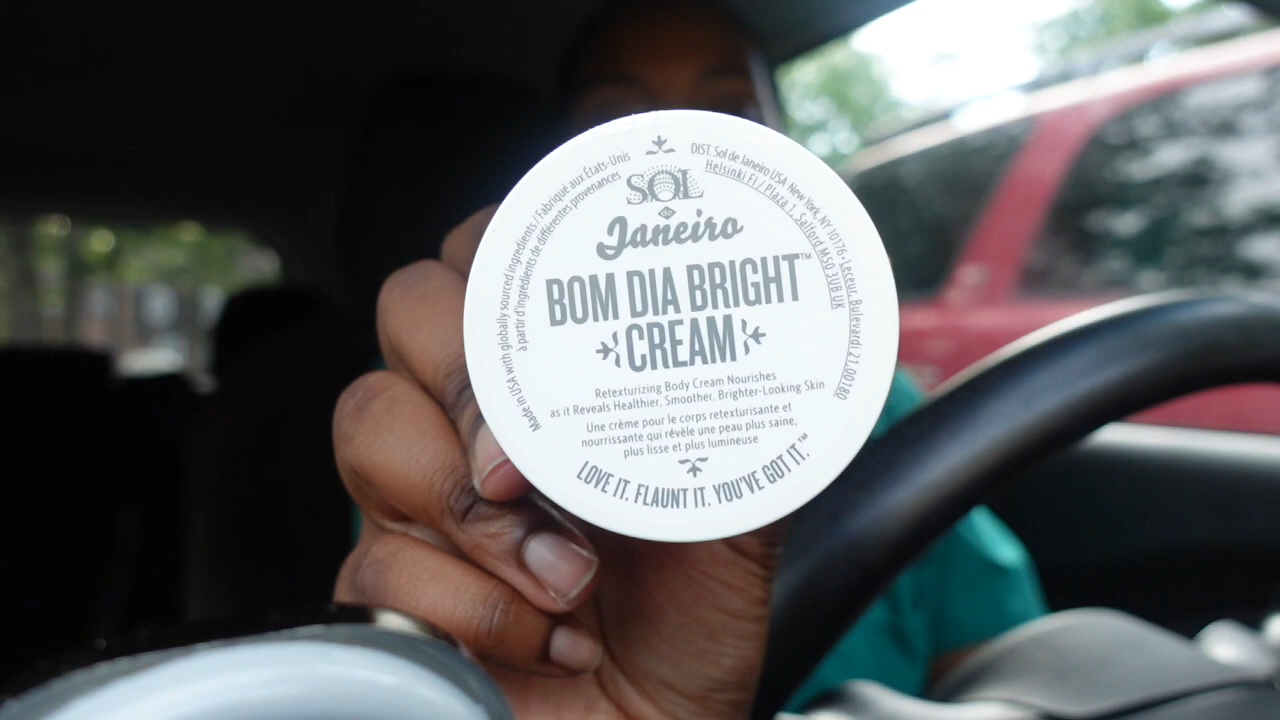 SOL
de
Janeiro
BOM DIA BRIGHT™
CREAM
Retexturizing Body Cream Nourishes
as it Reveals Healthier, Smoother, Brighter-Looking Skin
Une crème pour le corps retexturisante et
nourrissante qui révèle une peau plus saine,
plus lisse et plus lumineuse
LOVE IT. FLAUNT IT. YOU'VE GOT IT.™
Made in USA with globally sourced ingredients / Fabriqué aux États-Unis
à partir d'ingrédients de différentes provenances
DIST. Sol de Janeiro USA New York, NY 10176 • Leceur, Bulevardi 21, 00180
Helsinki FI / Plaza 1, Salford M50 3UB UK